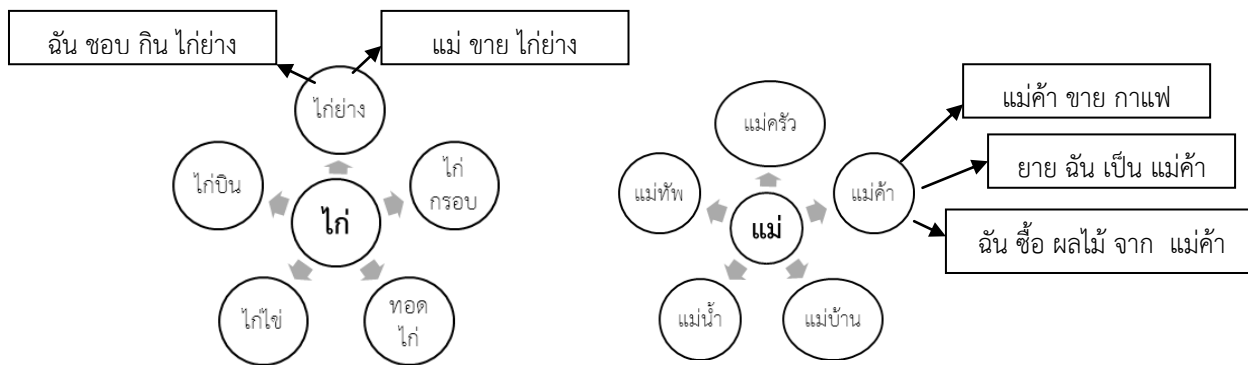 ฉัน ชอบ กิน ไก่ย่าง
แม่ ขาย ไก่ย่าง
ไก่ย่าง
ไก่บิน
ไก่
กรอบ
ไก่
ไก่ไข่
ทอด
ไก่
แม่ครัว
แม่ทัพ
แม่ค้า
แม่
แม่น้ำ
แม่บ้าน
แม่ค้า ขาย กาแฟ
ยาย ฉัน เป็น แม่ค้า
ฉัน ซื้อ ผลไม้ จาก แม่ค้า